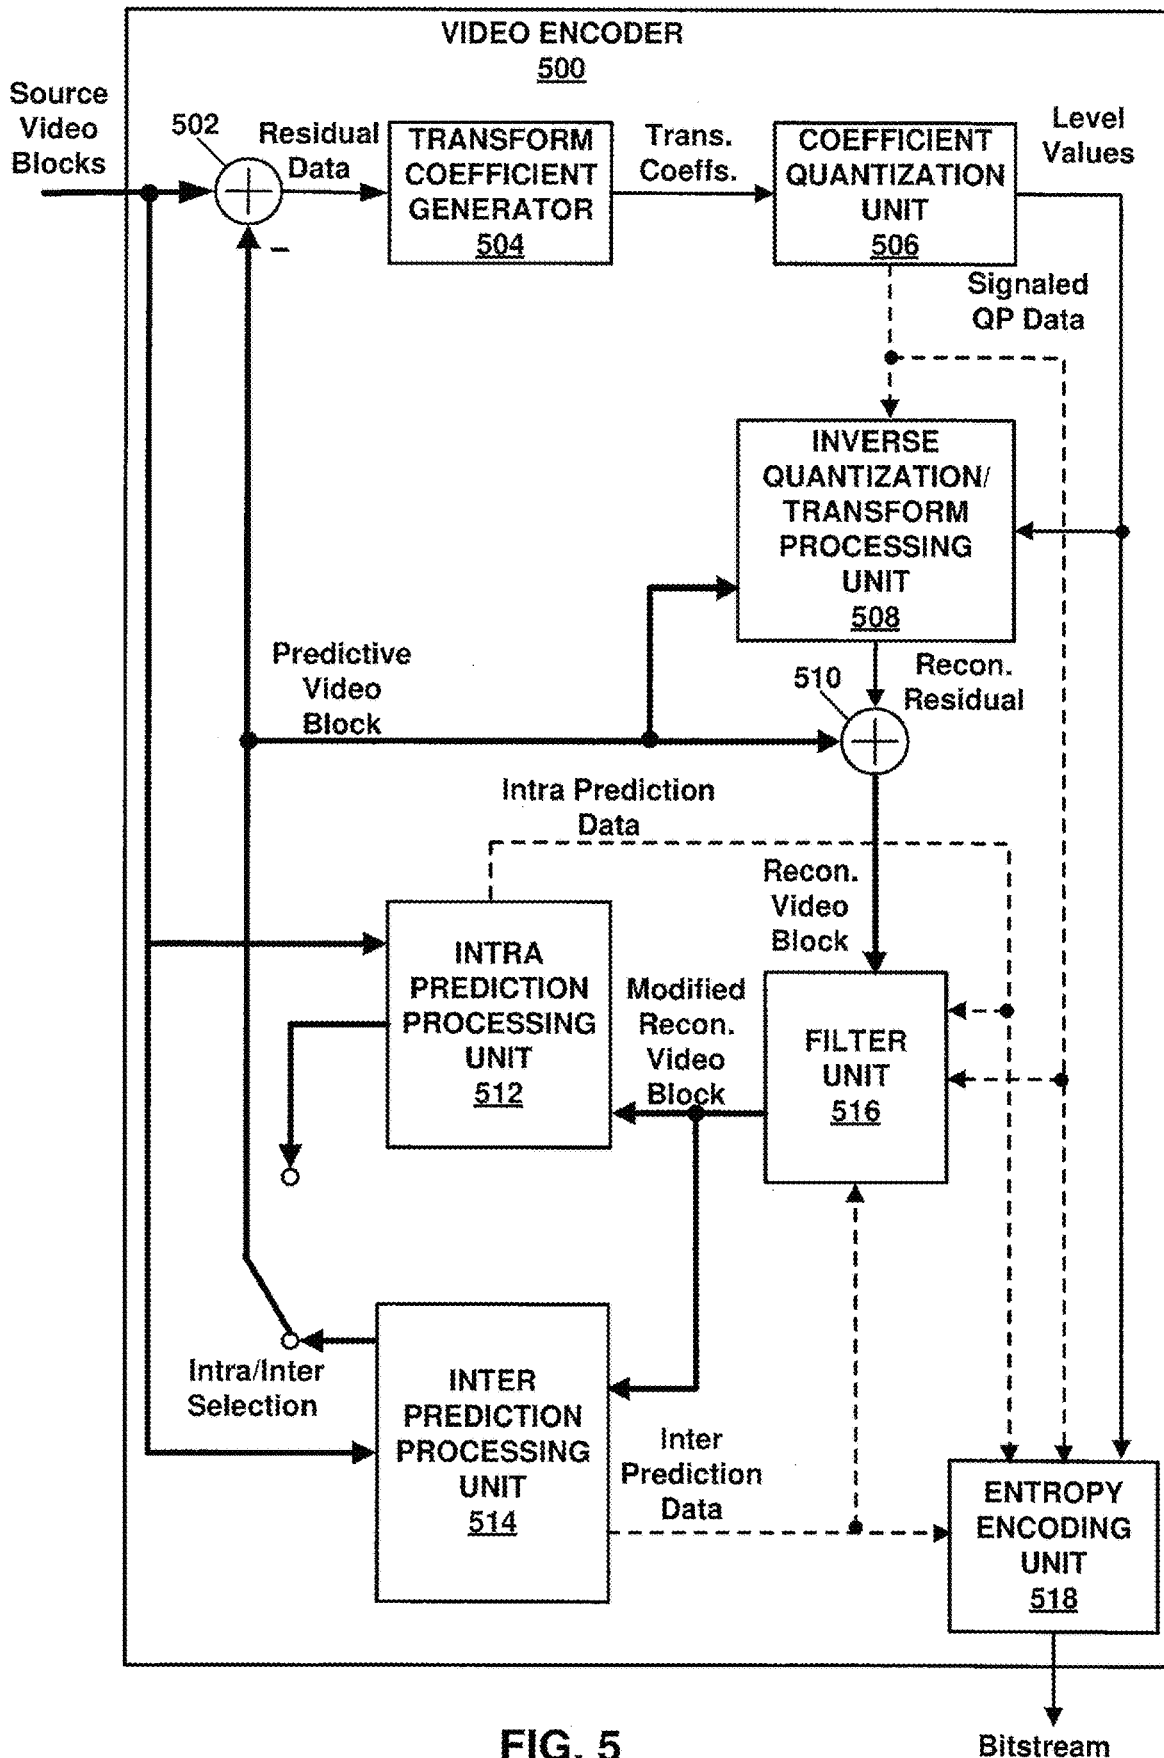 VIDEO ENCODER
500
Source
Video
Blocks
502
Residual
Data
TRANSFORM
COEFFICIENT
GENERATOR
504
Trans.
Coeffs.
COEFFICIENT
QUANTIZATION
UNIT
506
Level
Values
–
Signaled
QP Data
INVERSE
QUANTIZATION/
TRANSFORM
PROCESSING
UNIT
508
Predictive
Video
Block
510
Recon.
Residual
Intra Prediction
Data
Recon.
Video
Block
INTRA
PREDICTION
PROCESSING
UNIT
512
Modified
Recon.
Video
Block
FILTER
UNIT
516
Intra/Inter
Selection
INTER
PREDICTION
PROCESSING
UNIT
514
Inter
Prediction
Data
ENTROPY
ENCODING
UNIT
518
FIG. 5
Bitstream